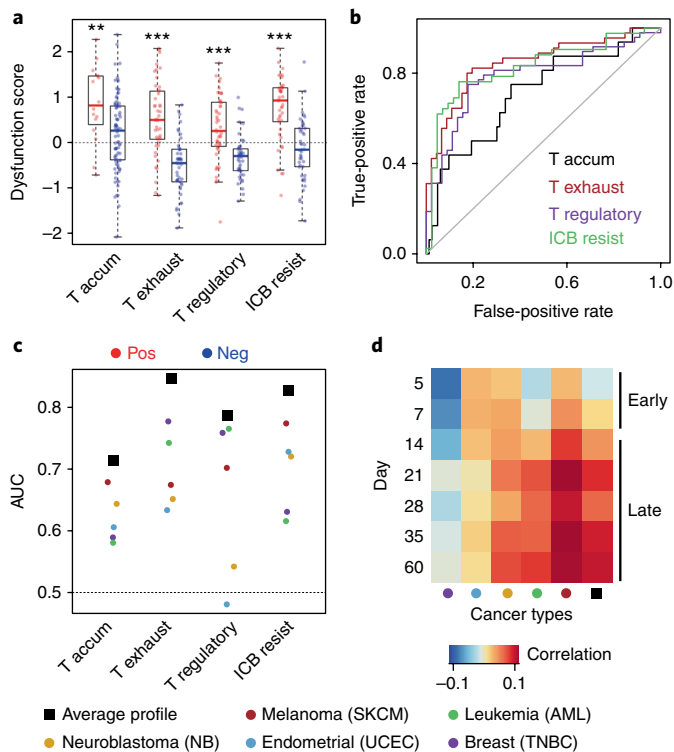 a
**
***
***
***
2
1
0
−1
−2
Dysfunction score
T accum
T exhaust
T regulatory
ICB resist
b
0.8
0.4
0.0
True-positive rate
T accum
T exhaust
T regulatory
ICB resist
0.2
0.6
1.0
False-positive rate
c
Pos
Neg
0.8
0.7
0.6
0.5
AUC
T accum
T exhaust
T regulatory
ICB resist
d
5
7
14
21
28
35
60
Day
Early
Late
Cancer types
Correlation
−0.1
0.1
Average profile
Melanoma (SKCM)
Leukemia (AML)
Neuroblastoma (NB)
Endometrial (UCEC)
Breast (TNBC)